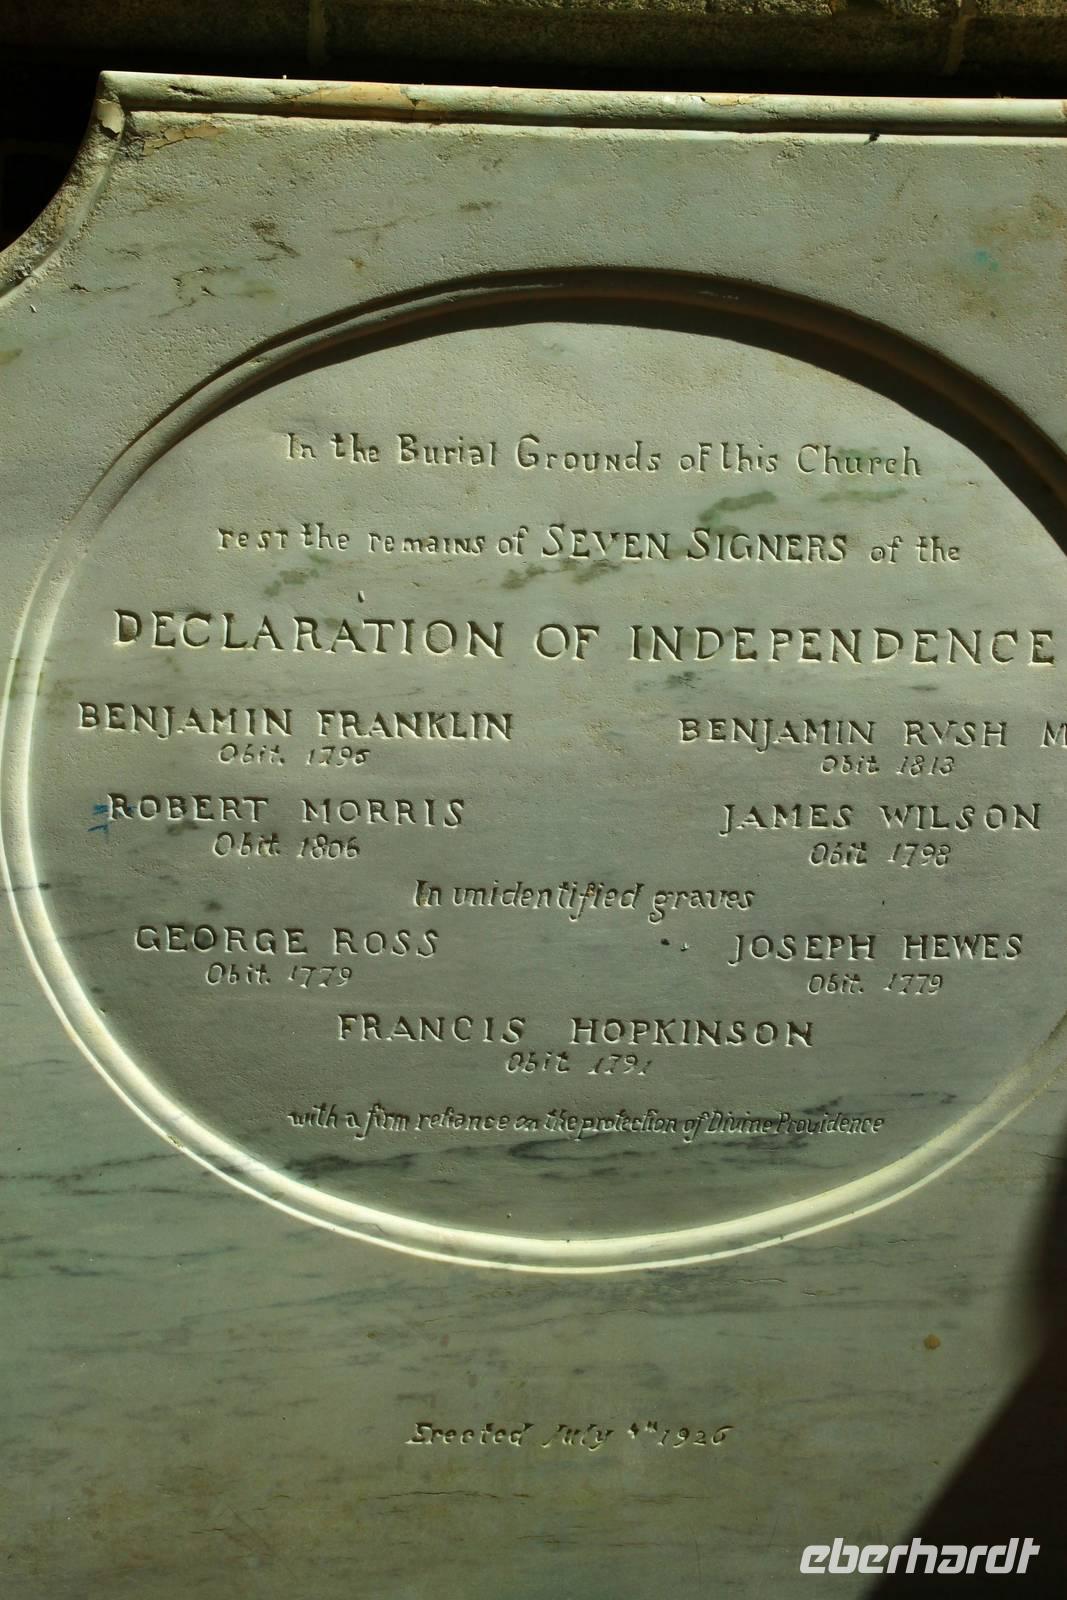 In the Burial Grounds of this Church
rest the remains of SEVEN SIGNERS of the
DECLARATION OF INDEPENDENCE
BENJAMIN FRANKLIN BENJAMIN RVSH M
Obit. 1796 Obit 1813
ROBERT MORRIS JAMES WILSON
Obit. 1806 Obit 1798
In unidentified graves
GEORGE ROSS JOSEPH HEWES
Obit. 1779 Obit. 1779
FRANCIS HOPKINSON
Obit 1791
with a firm reliance on the protection of Divine Providence
Erected July 4TH 1926
eberhardt